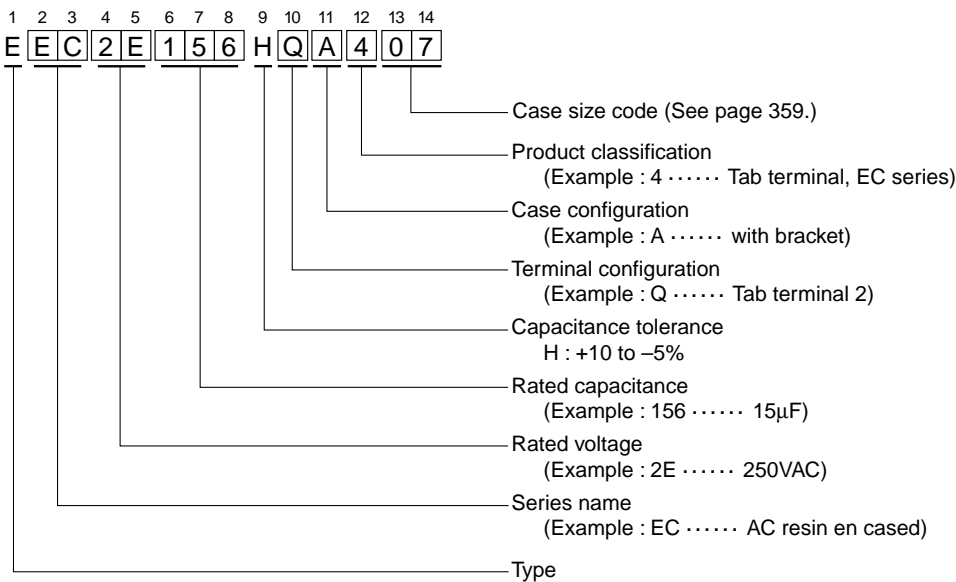 1 2 3 4 5 6 7 8 9 10 11 12 13 14
E E C 2 E 1 5 6 H Q A 4 0 7
Case size code (See page 359.)
Product classification
(Example : 4 ······ Tab terminal, EC series)
Case configuration
(Example : A ······ with bracket)
Terminal configuration
(Example : Q ······ Tab terminal 2)
Capacitance tolerance
H : +10 to –5%
Rated capacitance
(Example : 156 ······ 15μF)
Rated voltage
(Example : 2E ······ 250VAC)
Series name
(Example : EC ······ AC resin en cased)
Type